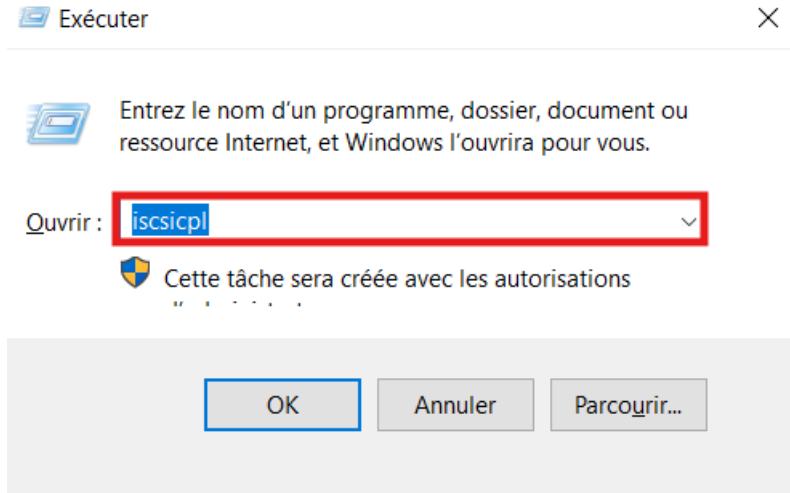 Exécuter
Entrez le nom d'un programme, dossier, document ou
ressource Internet, et Windows l'ouvrira pour vous.
Ouvrir : iscsicpl
Cette tâche sera créée avec les autorisations
OK Annuler Parcourir...